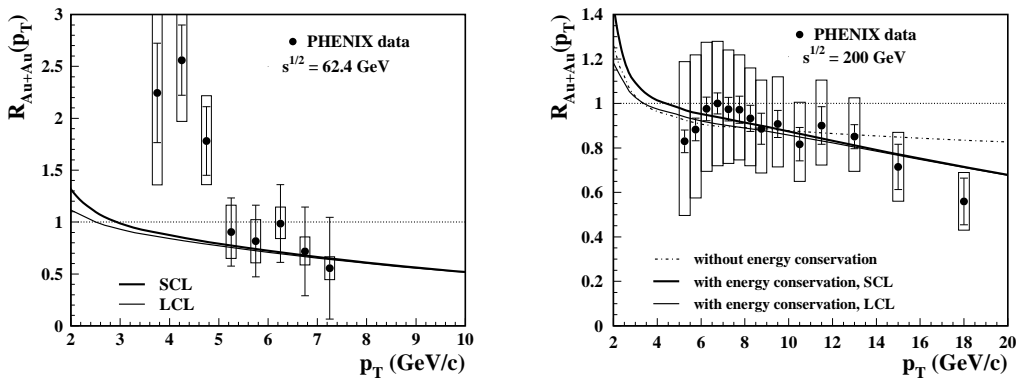 R_Au+Au(p_T)
3
2.5
2
1.5
1
0.5
0
PHENIX data
s^1/2 = 62.4 GeV
SCL
LCL
2 3 4 5 6 7 8 9 10
p_T (GeV/c)
R_Au+Au(p_T)
1.4
1.2
1
0.8
0.6
0.4
0.2
0
PHENIX data
s^1/2 = 200 GeV
without energy conservation
with energy conservation, SCL
with energy conservation, LCL
2 4 6 8 10 12 14 16 18 20
p_T (GeV/c)